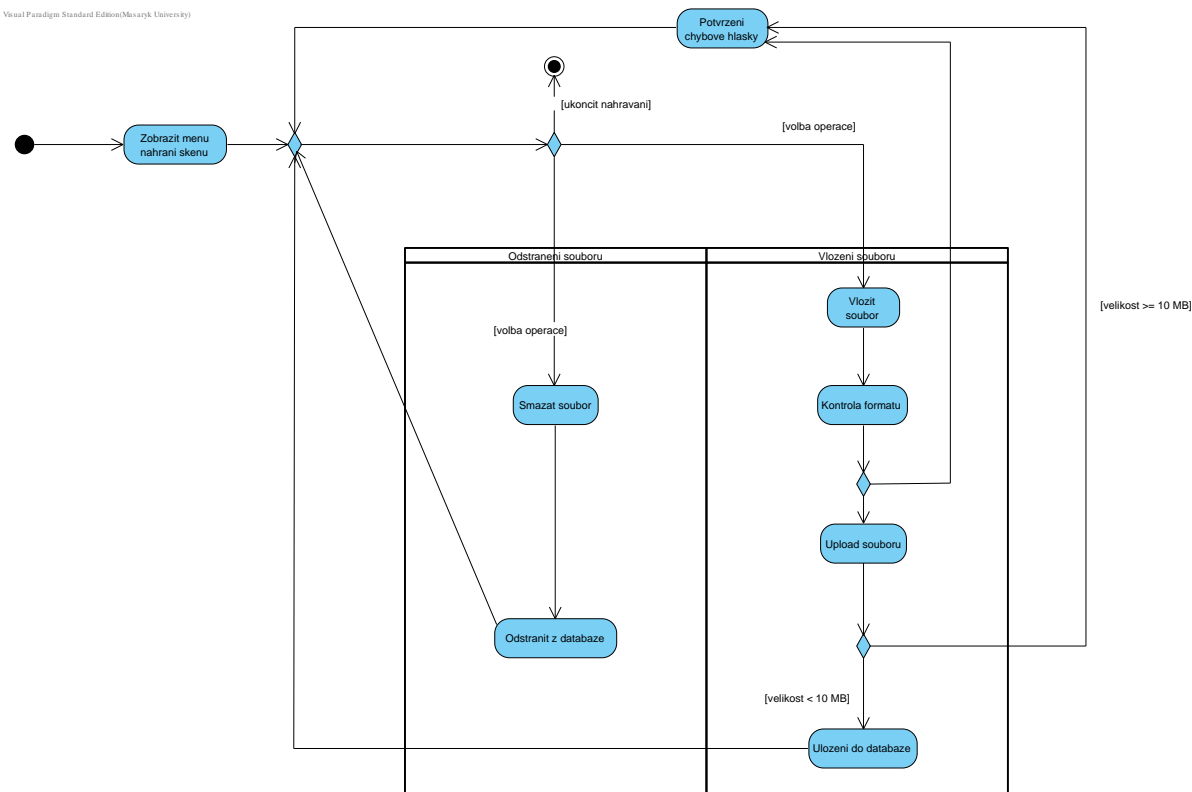 Visual Paradigm Standard Edition(Masaryk University)
Potvrzeni
chybove hlasky
[ukoncit nahravani]
[volba operace]
Zobrazit menu
nahrani skenu
Odstraneni souboru
Vlozeni souboru
Vlozit
soubor
[velikost >= 10 MB]
[volba operace]
Smazat soubor
Kontrola formatu
Upload souboru
Odstranit z databaze
[velikost < 10 MB]
Ulozeni do databaze